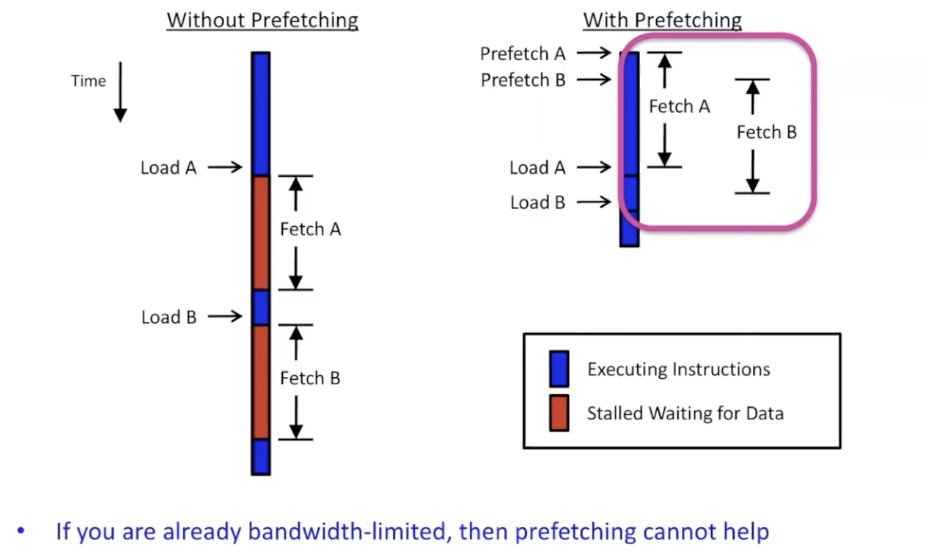 Without Prefetching
Time
Load A
Fetch A
Load B
Fetch B
With Prefetching
Prefetch A
Prefetch B
Fetch A
Fetch B
Load A
Load B
Executing Instructions
Stalled Waiting for Data
• If you are already bandwidth-limited, then prefetching cannot help